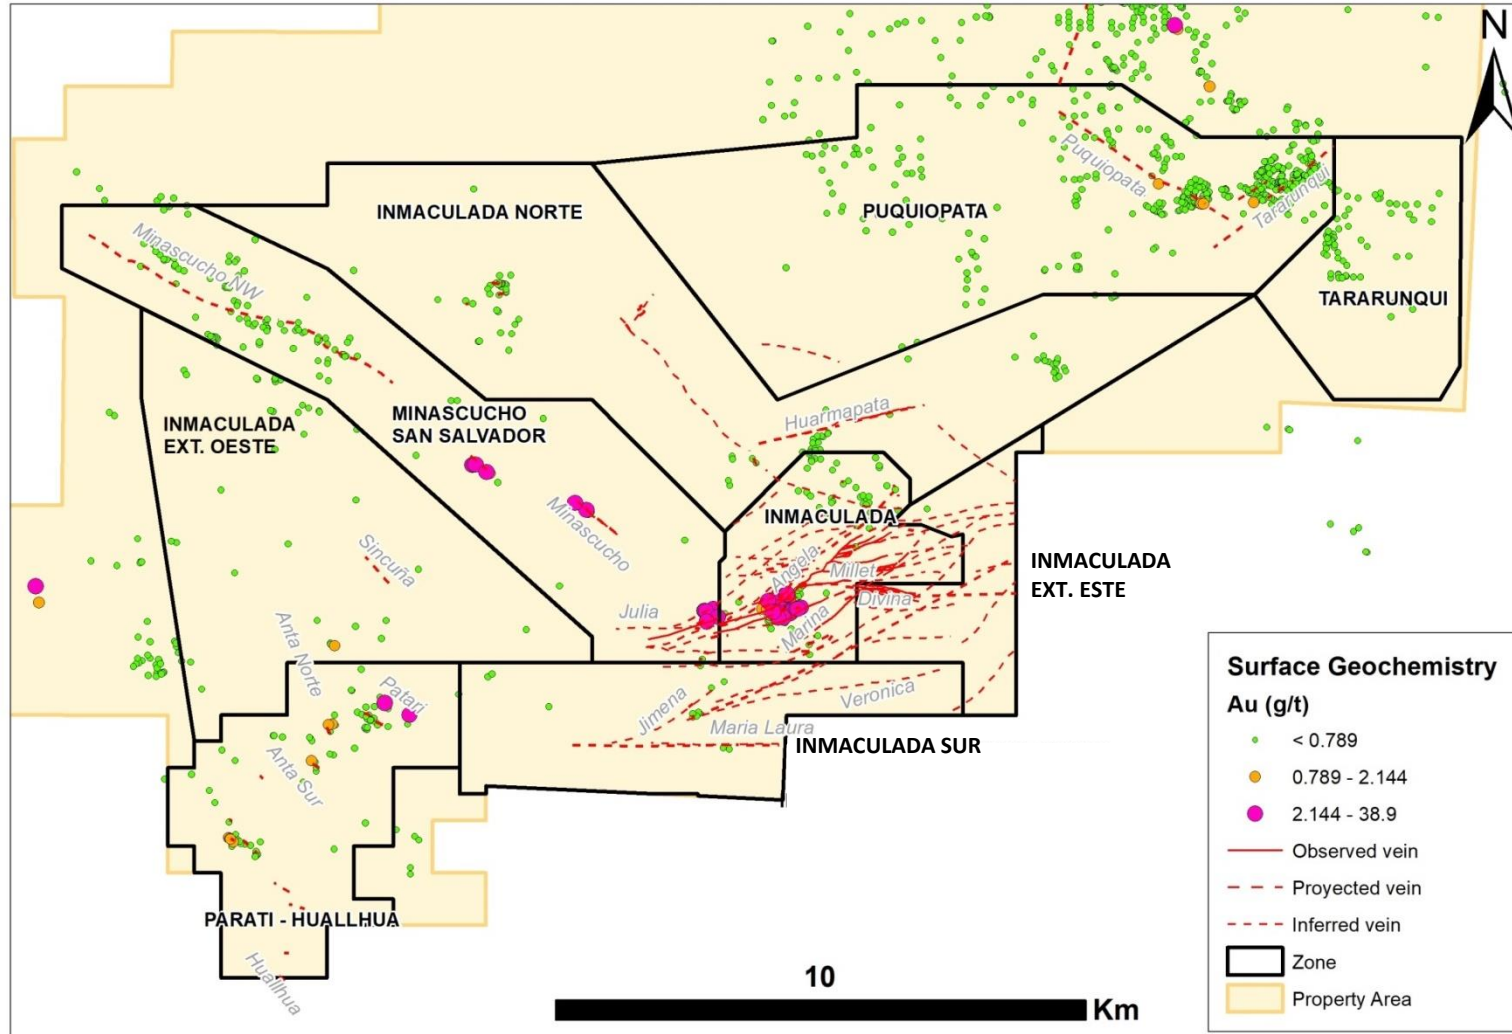 N
Puquiopata
Tararunqui
INMACULADA NORTE
PUQUIOPATA
Minascucho NW
TARARUNQUI
Huarmapata
MINASCUCHO
SAN SALVADOR
INMACULADA
EXT. OESTE
Minascucho
INMACULADA
Sincuña
Angela
Millet
INMACULADA
EXT. ESTE
Julia
Divina
Marina
Anta Norte
Patari
Jimena
Veronica
Maria Laura
INMACULADA SUR
Anta Sur
PARATI - HUALLHUA
Huallhua
10
Km
Surface Geochemistry
Au (g/t)
< 0.789
0.789 - 2.144
2.144 - 38.9
Observed vein
Proyected vein
Inferred vein
Zone
Property Area